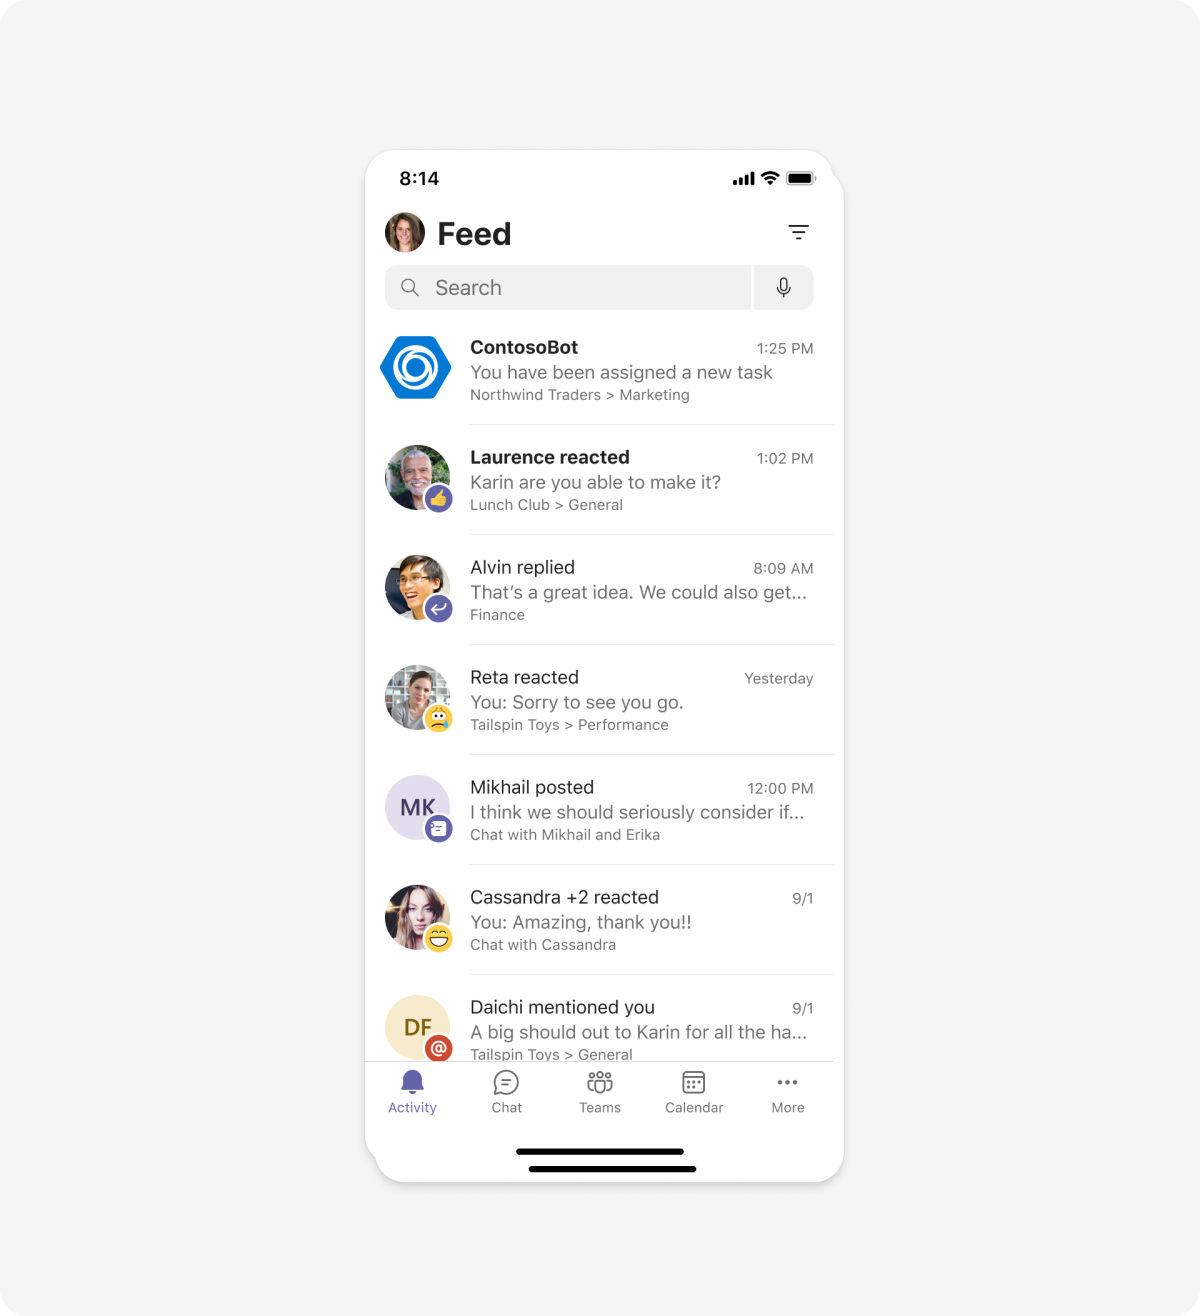 8:14
Feed
Search
ContosoBot 1:25 PM
You have been assigned a new task
Northwind Traders > Marketing
Laurence reacted 1:02 PM
Karin are you able to make it?
Lunch Club > General
Alvin replied 8:09 AM
That’s a great idea. We could also get...
Finance
Reta reacted Yesterday
You: Sorry to see you go.
Tailspin Toys > Performance
MK
Mikhail posted 12:00 PM
I think we should seriously consider if...
Chat with Mikhail and Erika
Cassandra +2 reacted 9/1
You: Amazing, thank you!!
Chat with Cassandra
DF
@
Daichi mentioned you 9/1
A big should out to Karin for all the ha...
Tailspin Toys > General
Activity Chat Teams Calendar More